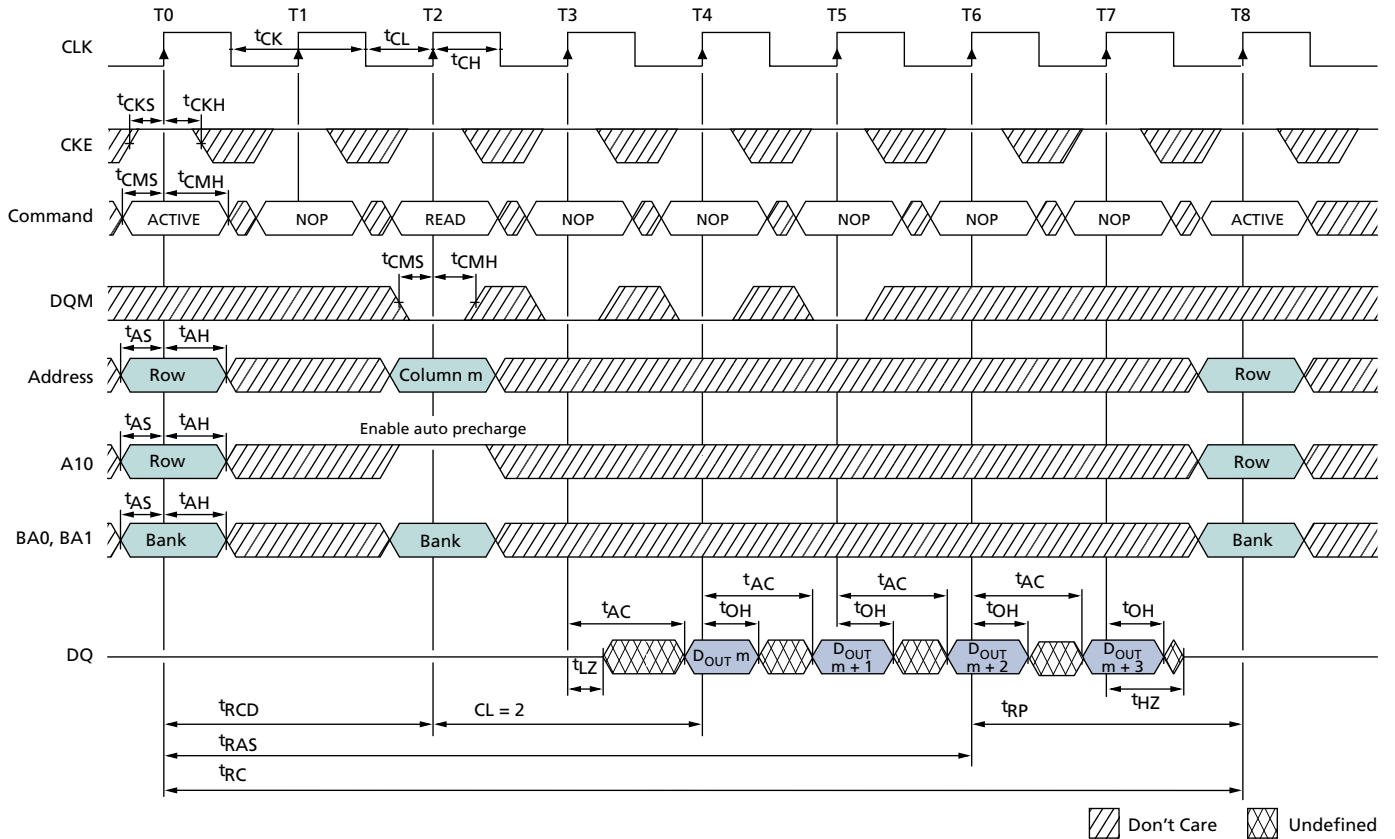 T0 T1 T2 T3 T4 T5 T6 T7 T8
CLK
tCK tCL
tCH
tCKS tCKH
CKE
tCMS tCMH
Command ACTIVE NOP READ NOP NOP NOP NOP NOP ACTIVE
tCMS tCMH
DQM
tAS tAH
Address Row Column m Row
Enable auto precharge
tAS tAH
A10 Row Row
tAS tAH
BA0, BA1 Bank Bank Bank
tAC tAC tAC
tAC tOH tOH tOH tOH
DQ DOUT m DOUT m + 1 DOUT m + 2 DOUT m + 3
tLZ tHZ
tRCD CL = 2 tRP
tRAS
tRC
Don't Care Undefined